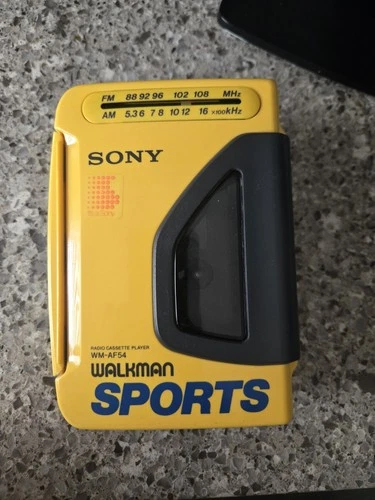 FM 88 92 96 102 108 MHz
AM 5.3 6 7 8 10 12 16 ×100kHz
SONY
RADIO CASSETTE PLAYER
WM-AF54
WALKMAN
SPORTS